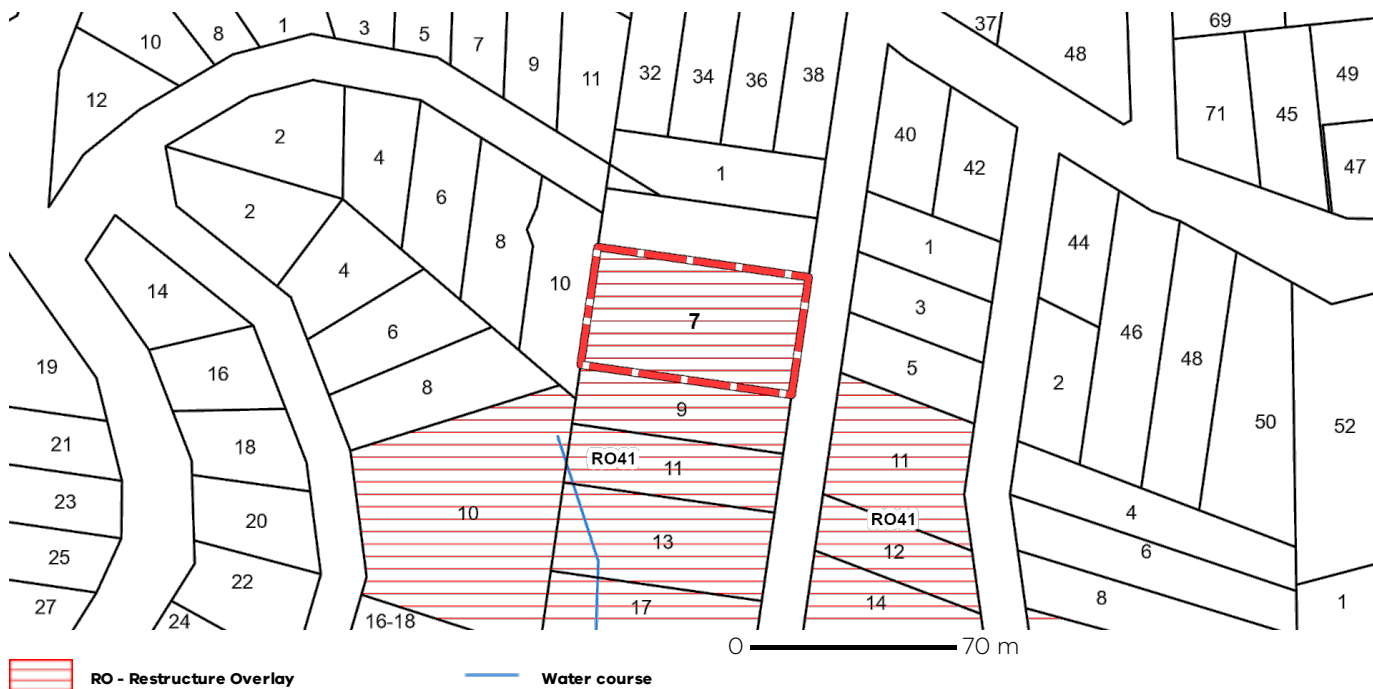 10 8 1 3 5 7 9 11 32 34 36 38 37 48 69 49
12 71 45 47
2 4 6 8 10 1 40 42
2 4 6 8 7 1 3 5 44 46 48 50 52
14 16 18 20 22 24 2
19 21 23 25 27
9
RO41
11 11
10 RO41
13 12
17 14
16-18
4
6
8 1
0 70 m
RO - Restructure Overlay Water course